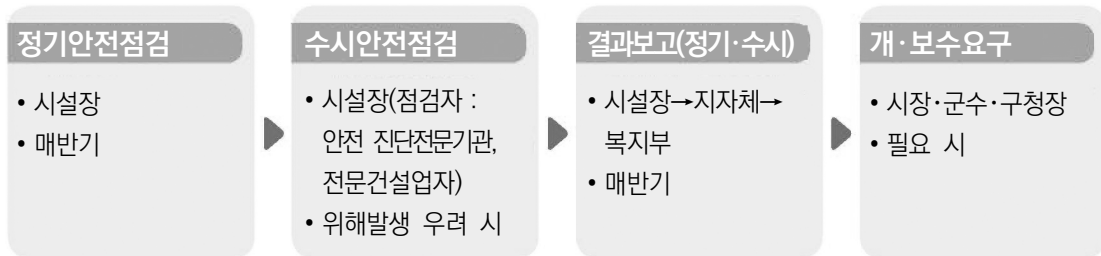 정기안전점검
• 시설장
• 매반기
수시안전점검
• 시설장(점검자 :
안전 진단전문기관,
전문건설업자)
• 위해발생 우려 시
결과보고(정기·수시)
• 시설장→지자체→
복지부
• 매반기
개·보수요구
• 시장·군수·구청장
• 필요 시